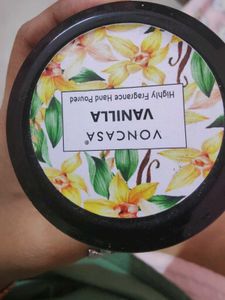 VONCASA®
VANILLA
Highly Fragrance Hand Poured